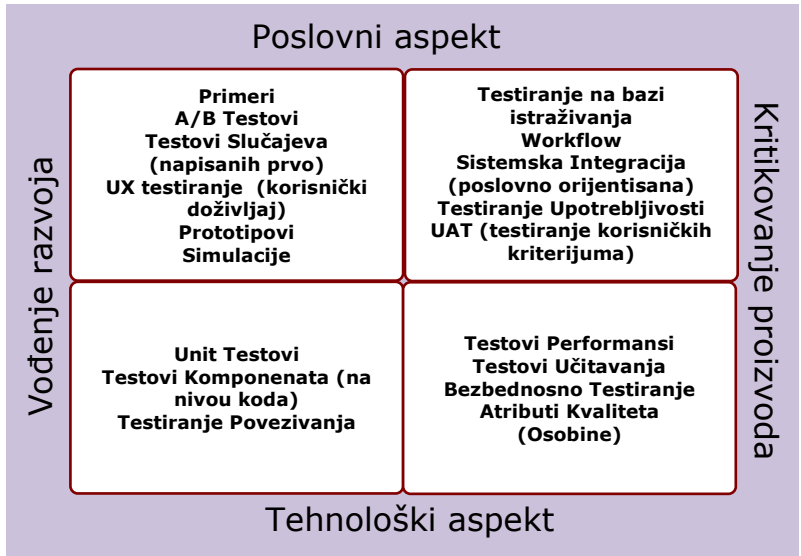 Poslovni aspekt
Vođenje razvoja
Primeri
A/B Testovi
Testovi Slučajeva
(napisanih prvo)
UX testiranje (korisnički
doživljaj)
Prototipovi
Simulacije
Testiranje na bazi
istraživanja
Workflow
Sistemska Integracija
(poslovno orijentisana)
Testiranje Upotrebljivosti
UAT (testiranje korisničkih
kriterijuma)
Kritikovanje proizvoda
Unit Testovi
Testovi Komponenata (na
nivou koda)
Testiranje Povezivanja
Testovi Performansi
Testovi Učitavanja
Bezbednosno Testiranje
Atributi Kvaliteta
(Osobine)
Tehnološki aspekt